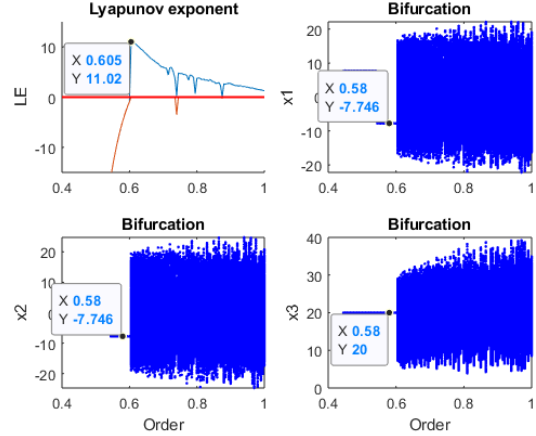 Lyapunov exponent
10
0
-10
LE
X 0.605
Y 11.02
0.4 0.6 0.8 1
Bifurcation
20
10
-10
-20
x1
X 0.58
Y -7.746
0.4 0.6 0.8 1
Bifurcation
20
10
-10
-20
x2
X 0.58
Y -7.746
0.4 0.6 0.8 1
Order
Bifurcation
40
30
20
10
0
x3
X 0.58
Y 20
0.4 0.6 0.8 1
Order